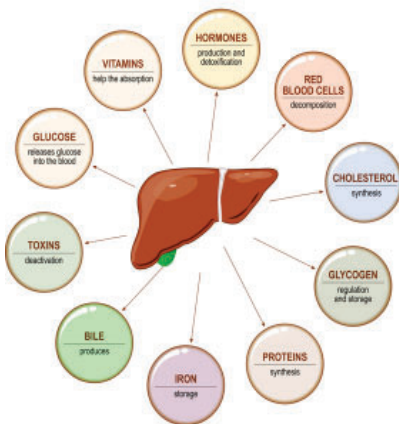 HORMONES
production and
detoxification
RED
BLOOD CELLS
decomposition
CHOLESTEROL
synthesis
GLYCOGEN
regulation
and storage
PROTEINS
synthesis
IRON
storage
BILE
produces
TOXINS
deactivation
GLUCOSE
releases glucose
into the blood
VITAMINS
help the absorption